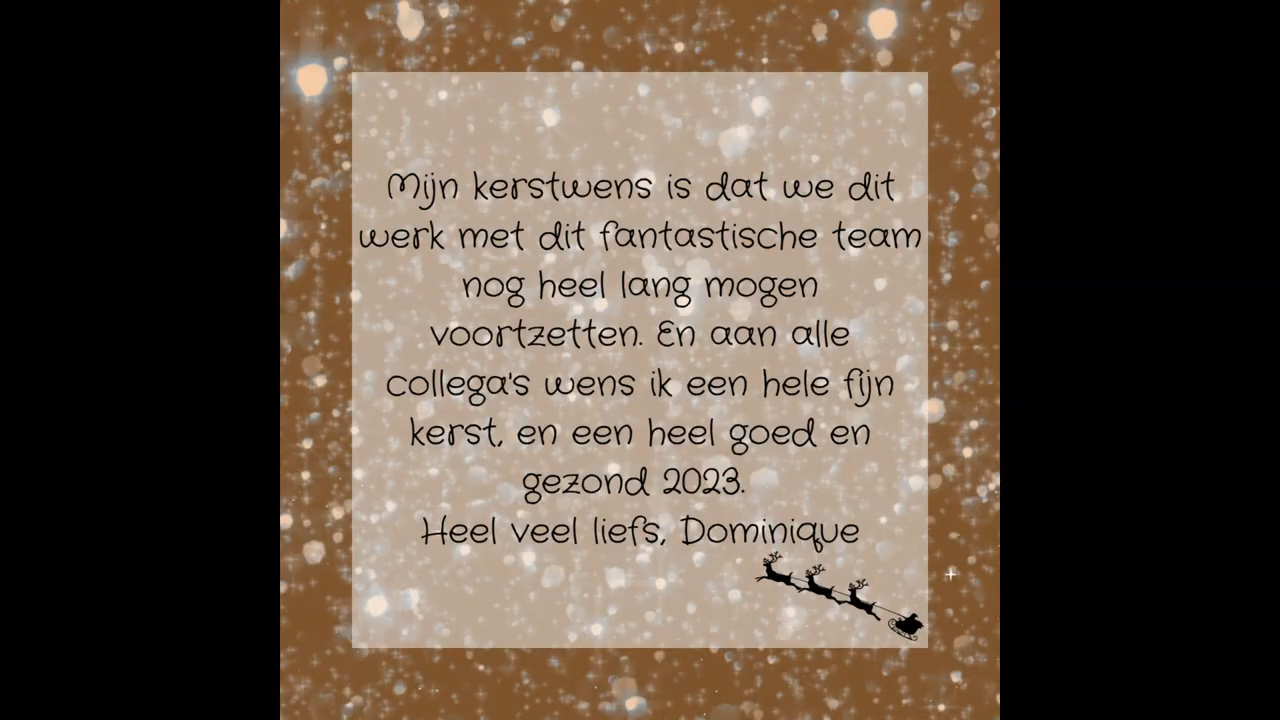 Mijn kerstwens is dat we dit
werk met dit fantastische team
nog heel lang mogen
voortzetten. En aan alle
collega's wens ik een hele fijn
kerst, en een heel goed en
gezond 2023.
Heel veel liefs, Dominique